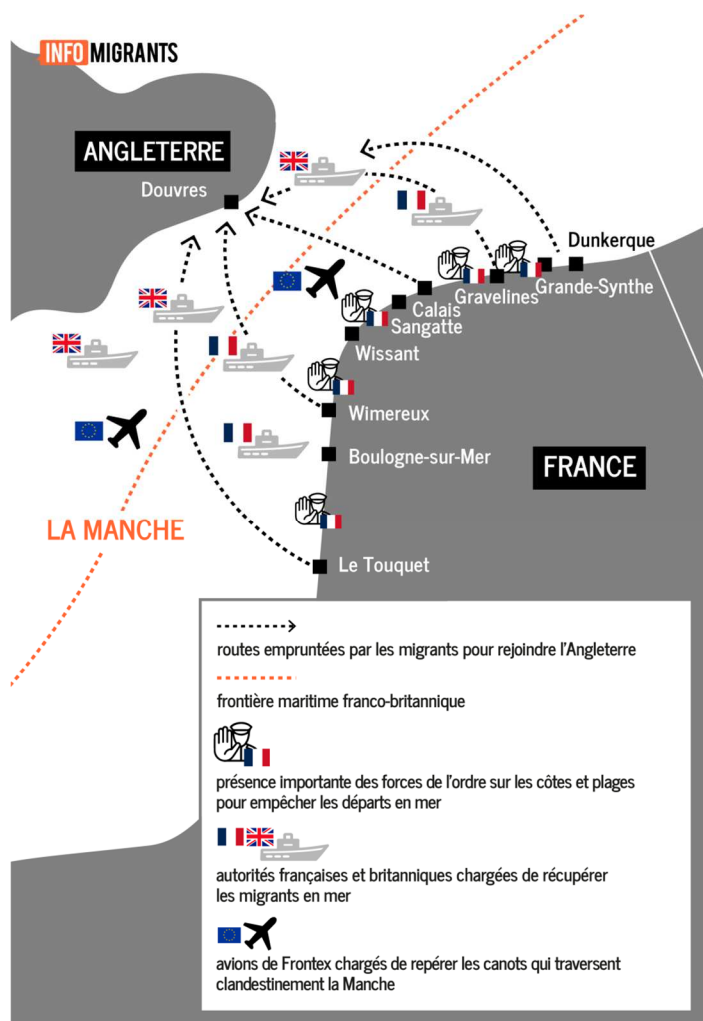 INFO MIGRANTS
ANGLETERRE
Douvres
Dunkerque
Grande-Synthe
Gravelines
Calais
Sangatte
Wissant
Wimereux
Boulogne-sur-Mer
FRANCE
LA MANCHE
Le Touquet
routes empruntées par les migrants pour rejoindre l'Angleterre
frontière maritime franco-britannique
présence importante des forces de l'ordre sur les côtes et plages
pour empêcher les départs en mer
autorités françaises et britanniques chargées de récupérer
les migrants en mer
avions de Frontex chargés de repérer les canots qui traversent
clandestinement la Manche